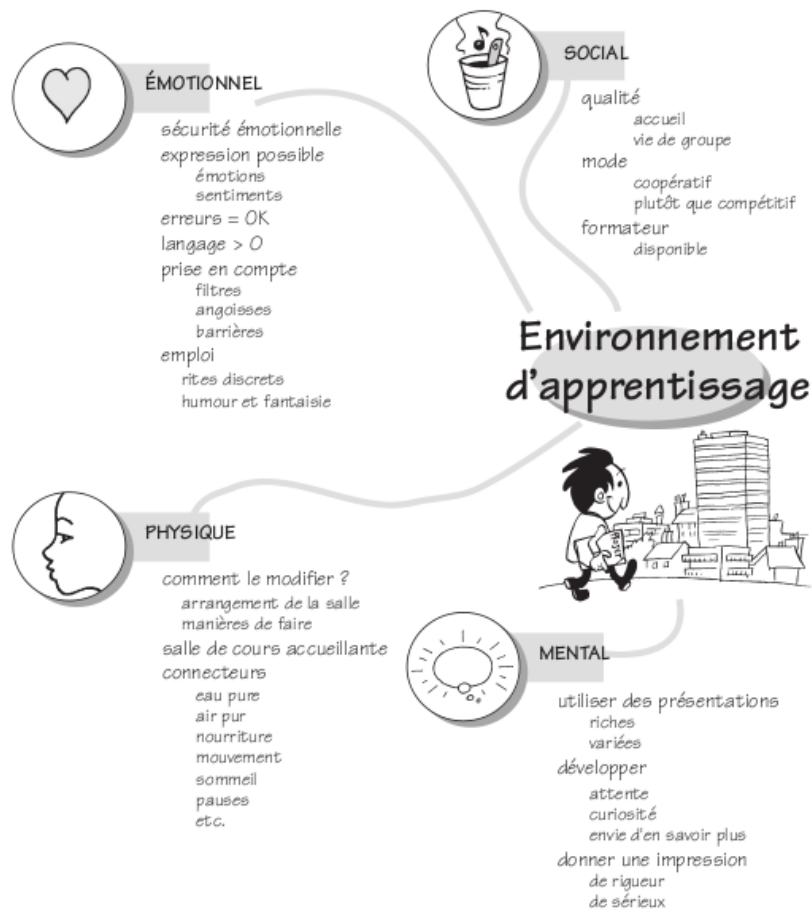 ÉMOTIONNEL
sécurité émotionnelle
expression possible
émotions
sentiments
erreurs = OK
langage > 0
prise en compte
filtres
angoisses
barrières
emploi
rites discrets
humour et fantaisie
SOCIAL
qualité
accueil
vie de groupe
mode
coopératif
plutôt que compétitif
formateur
disponible
Environnement
d'apprentissage
PHYSIQUE
comment le modifier ?
arrangement de la salle
manières de faire
salle de cours accueillante
connecteurs
eau pure
air pur
nourriture
mouvement
sommeil
pauses
etc.
MENTAL
utiliser des présentations
riches
variées
développer
attente
curiosité
envie d'en savoir plus
donner une impression
de rigueur
de sérieux